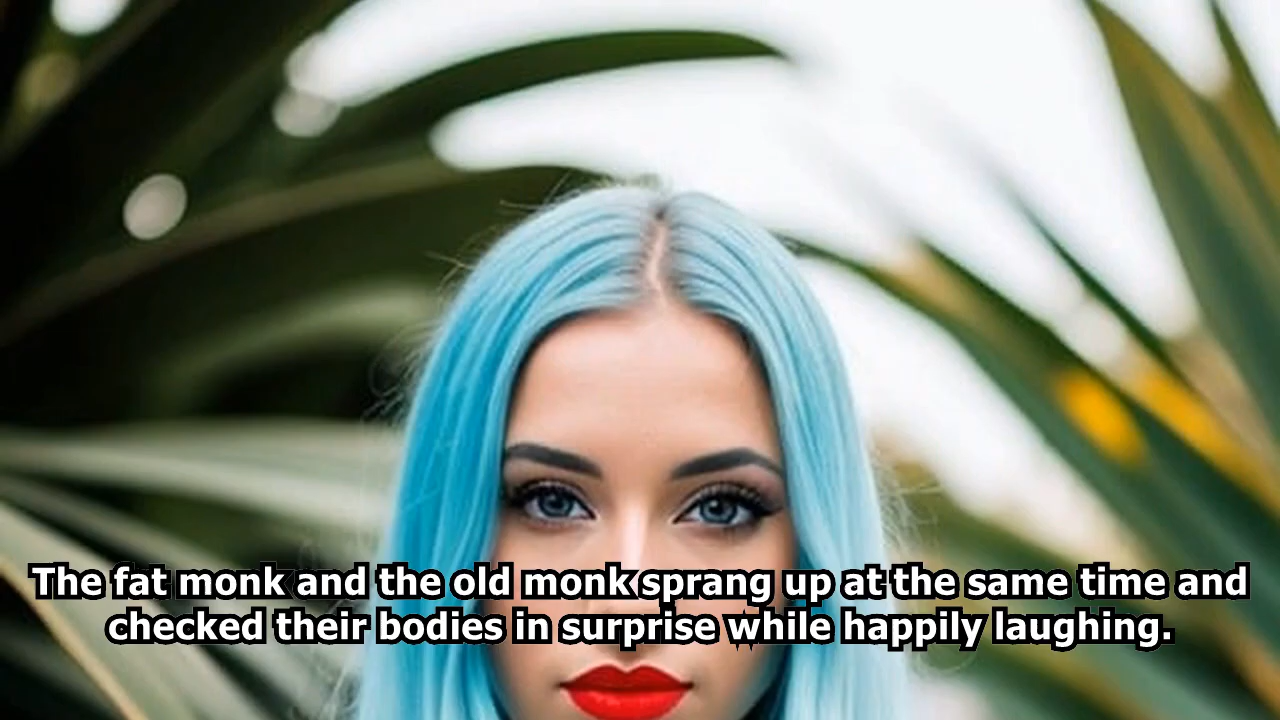 The fat monk and the old monk sprang up at the same time and
checked their bodies in surprise while happily laughing.